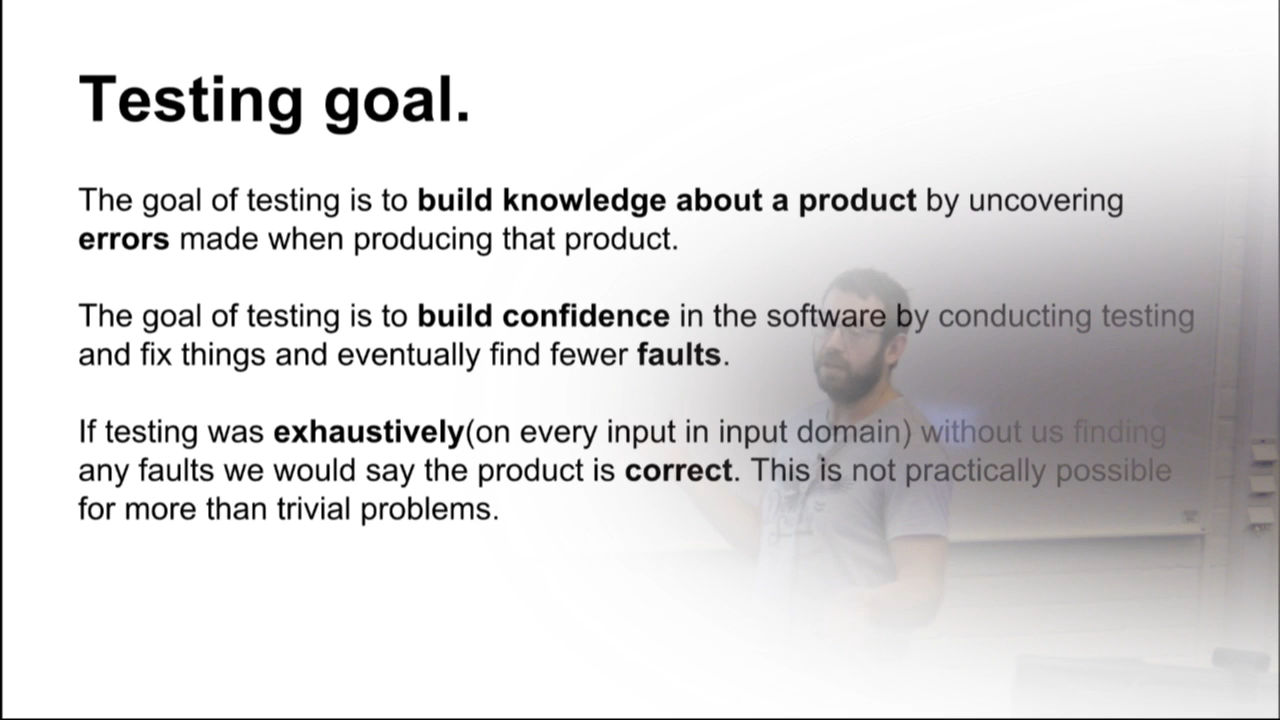 Testing goal.
The goal of testing is to build knowledge about a product by uncovering
errors made when producing that product.
The goal of testing is to build confidence in the software by conducting testing
and fix things and eventually find fewer faults.
If testing was exhaustively(on every input in input domain) without us finding
any faults we would say the product is correct. This is not practically possible
for more than trivial problems.